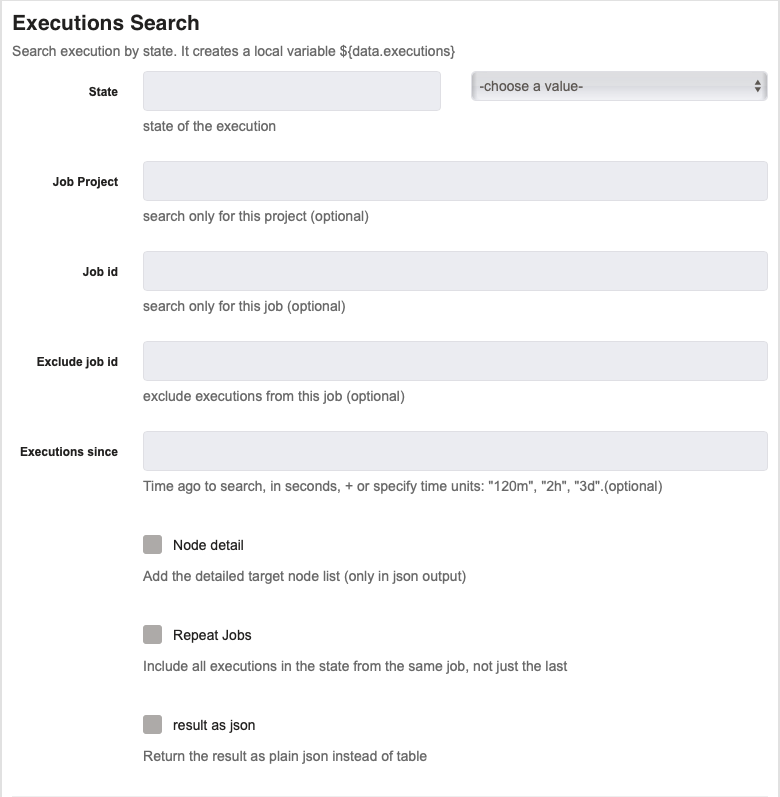 Executions Search
Search execution by state. It creates a local variable ${data.executions}
State
-choose a value-
state of the execution
Job Project
search only for this project (optional)
Job id
search only for this job (optional)
Exclude job id
exclude executions from this job (optional)
Executions since
Time ago to search, in seconds, + or specify time units: "120m", "2h", "3d".(optional)
Node detail
Add the detailed target node list (only in json output)
Repeat Jobs
Include all executions in the state from the same job, not just the last
result as json
Return the result as plain json instead of table